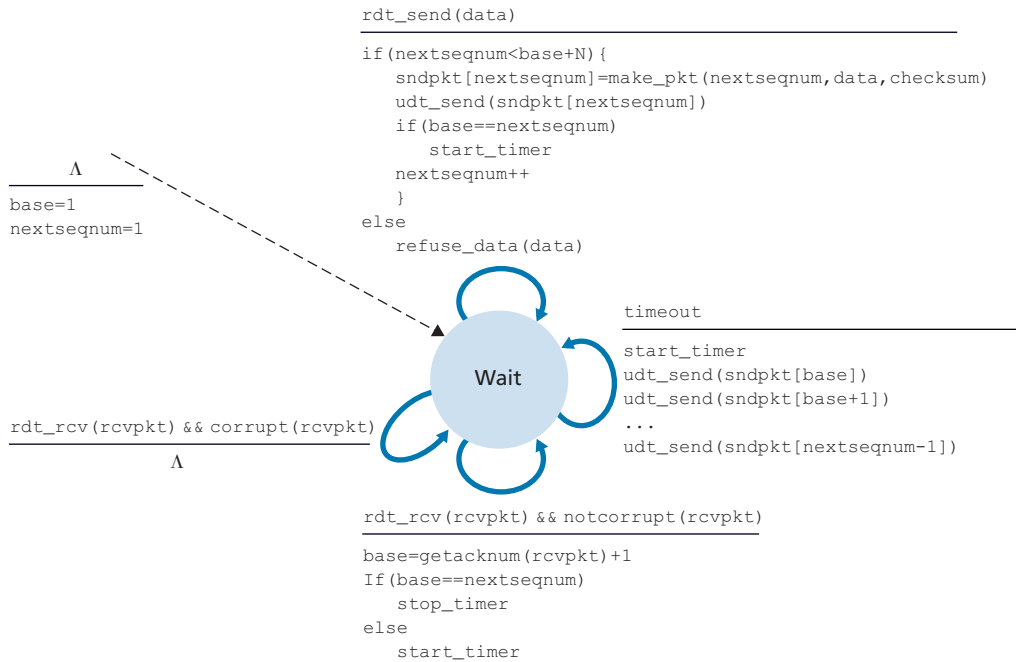 rdt_send(data)
if(nextseqnum<base+N){
sndpkt[nextseqnum]=make_pkt(nextseqnum,data,checksum)
udt_send(sndpkt[nextseqnum])
if(base==nextseqnum)
start_timer
nextseqnum++
}
else
refuse_data(data)
Λ
base=1
nextseqnum=1
Wait
timeout
start_timer
udt_send(sndpkt[base])
udt_send(sndpkt[base+1])
...
udt_send(sndpkt[nextseqnum-1])
rdt_rcv(rcvpkt) && corrupt(rcvpkt)
Λ
rdt_rcv(rcvpkt) && notcorrupt(rcvpkt)
base=getacknum(rcvpkt)+1
If(base==nextseqnum)
stop_timer
else
start_timer